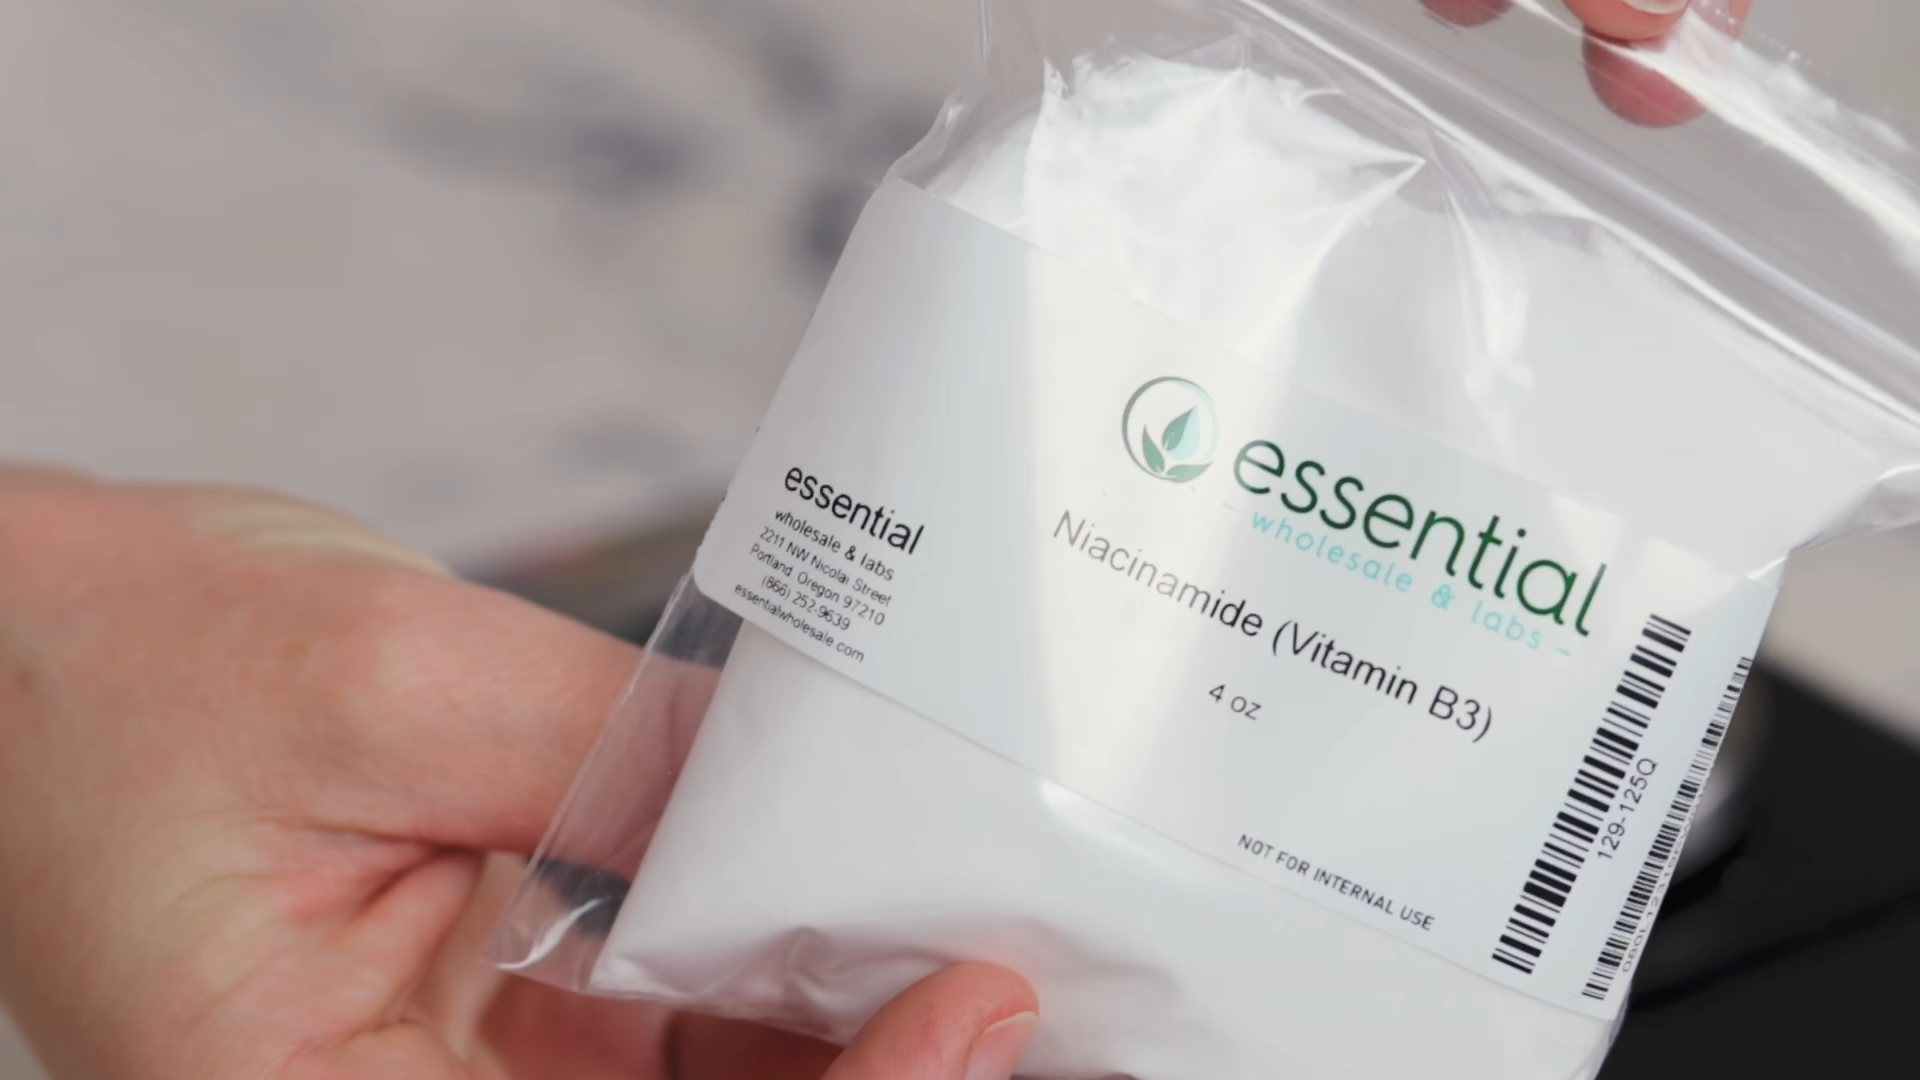 essential
wholesale & labs
2211 NW Nicolai Street
Portland, Oregon 97210
(866) 252-9639
essentialwholesale.com
essential
- wholesale & labs -
Niacinamide (Vitamin B3)
4 oz
NOT FOR INTERNAL USE
129-125Q